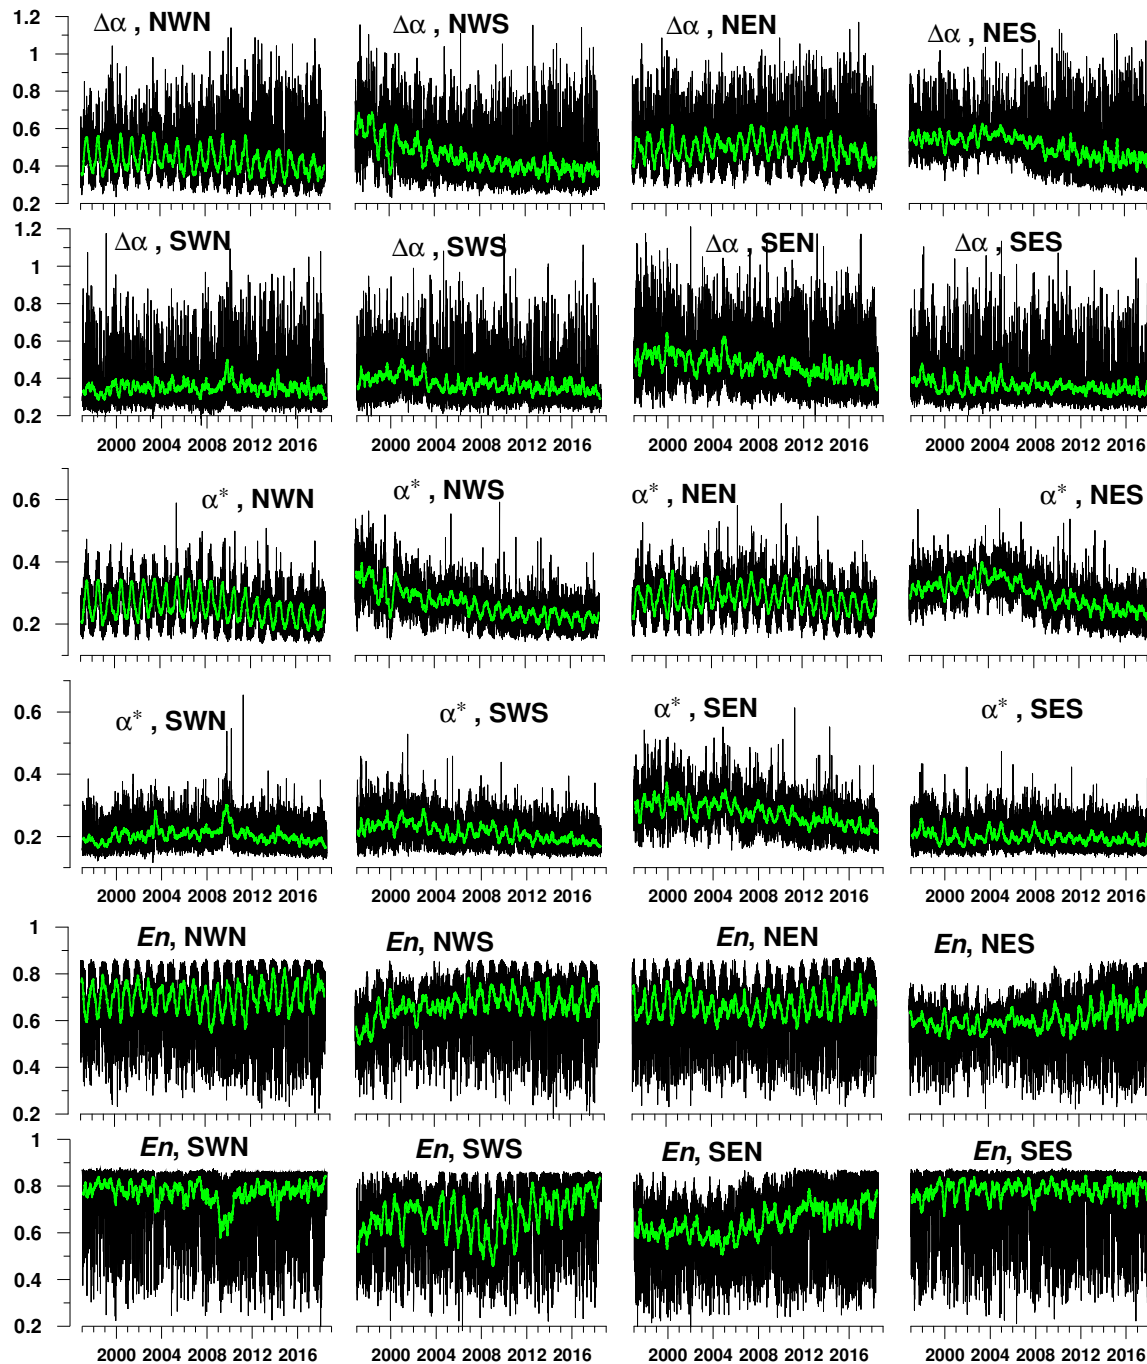 1.2
1
0.8
0.6
0.4
0.2
Δα , NWN
Δα , NWS
Δα , NEN
Δα , NES
1.2
1
0.8
0.6
0.4
0.2
Δα , SWN
Δα , SWS
Δα , SEN
Δα , SES
2000 2004 2008 2012 2016
2000 2004 2008 2012 2016
2000 2004 2008 2012 2016
2000 2004 2008 2012 2016
0.6
0.4
0.2
α* , NWN
α* , NWS
α* , NEN
α* , NES
0.6
0.4
0.2
α* , SWN
α* , SWS
α* , SEN
α* , SES
2000 2004 2008 2012 2016
2000 2004 2008 2012 2016
2000 2004 2008 2012 2016
2000 2004 2008 2012 2016
1
0.8
0.6
0.4
0.2
En, NWN
En, NWS
En, NEN
En, NES
1
0.8
0.6
0.4
0.2
En, SWN
En, SWS
En, SEN
En, SES
2000 2004 2008 2012 2016
2000 2004 2008 2012 2016
2000 2004 2008 2012 2016
2000 2004 2008 2012 2016